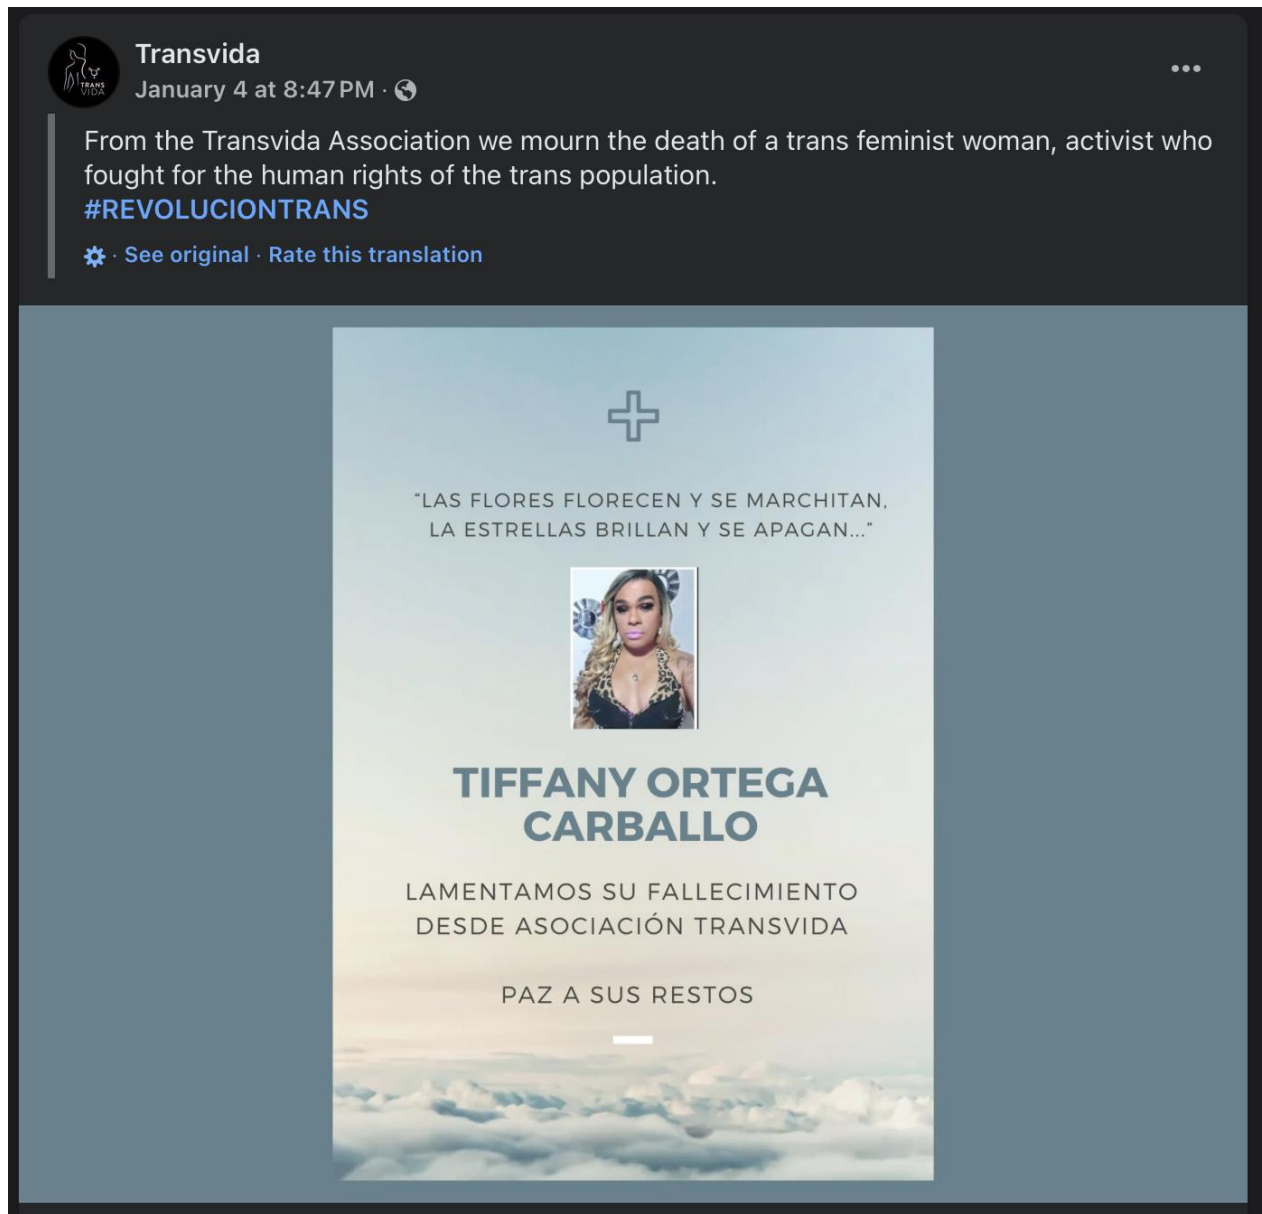 Transvida
January 4 at 8:47 PM ·
TRANS
VIDA
From the Transvida Association we mourn the death of a trans feminist woman, activist who
fought for the human rights of the trans population.
#REVOLUCIONTRANS
· See original · Rate this translation
“LAS FLORES FLORECEN Y SE MARCHITAN,
LA ESTRELLAS BRILLAN Y SE APAGAN...”
TIFFANY ORTEGA
CARBALLO
LAMENTAMOS SU FALLECIMIENTO
DESDE ASOCIACIÓN TRANSVIDA
PAZ A SUS RESTOS